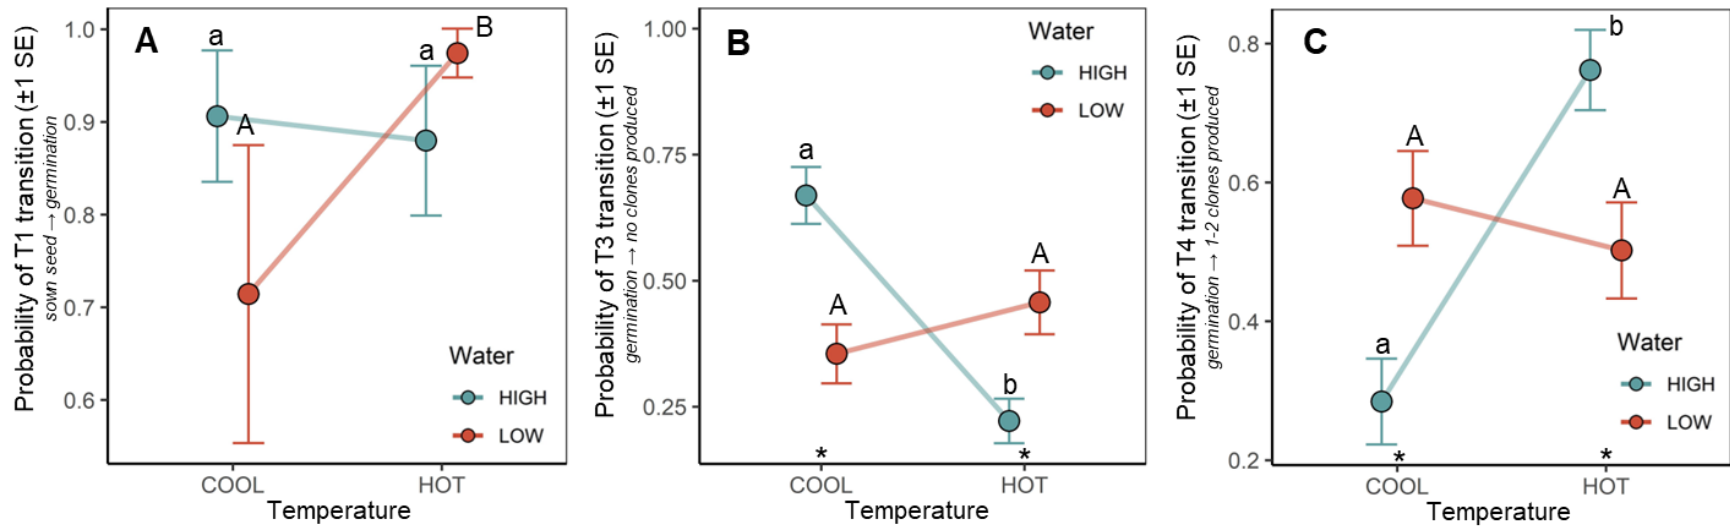 Probability of T1 transition (±1 SE)
sown seed → germination
1.0
0.9
0.8
0.7
0.6
A
a
A
a
B
Water
HIGH
LOW
COOL
HOT
Temperature
Probability of T3 transition (±1 SE)
germination → no clones produced
1.00
0.75
0.50
0.25
B
Water
HIGH
LOW
a
A
A
b
*
*
COOL
HOT
Temperature
Probability of T4 transition (±1 SE)
germination → 1-2 clones produced
0.8
0.6
0.4
0.2
C
b
A
A
a
Water
HIGH
LOW
*
*
COOL
HOT
Temperature